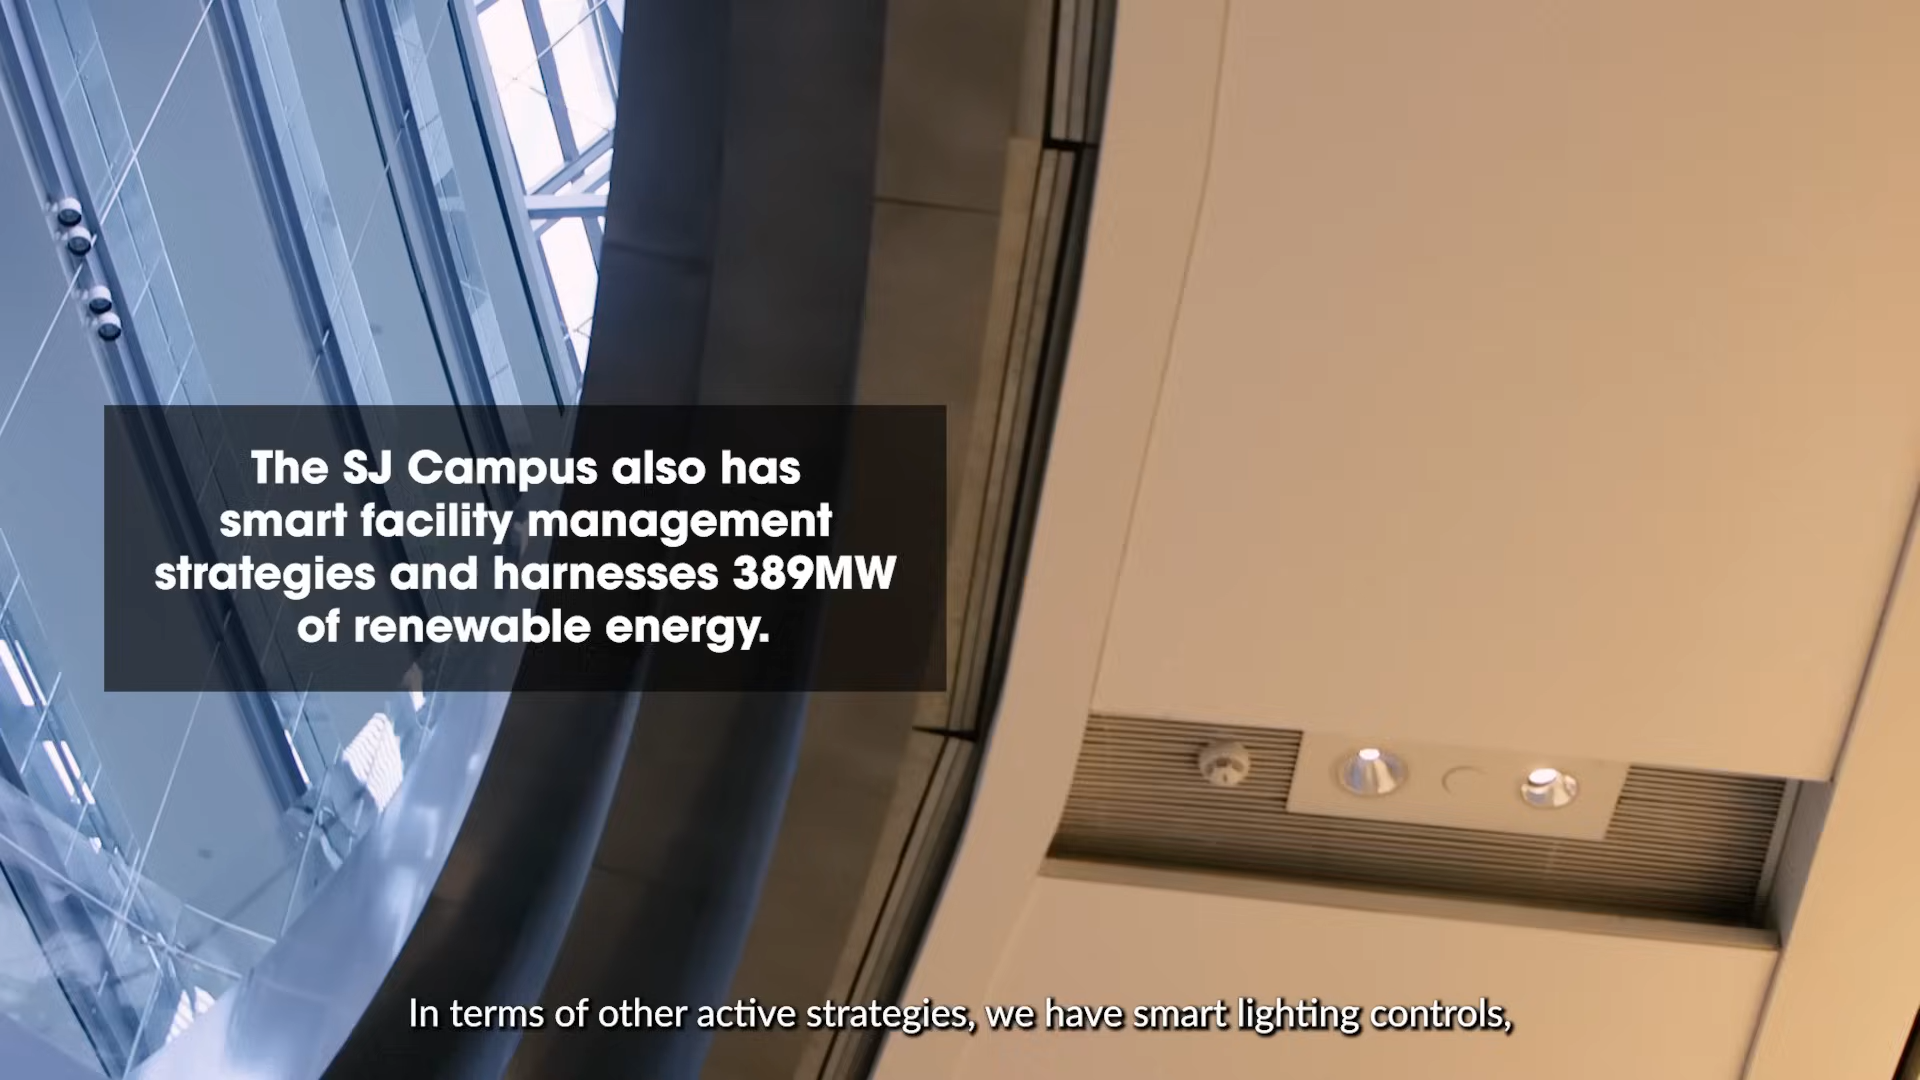 The SJ Campus also has
smart facility management
strategies and harnesses 389MW
of renewable energy.
In terms of other active strategies, we have smart lighting controls,